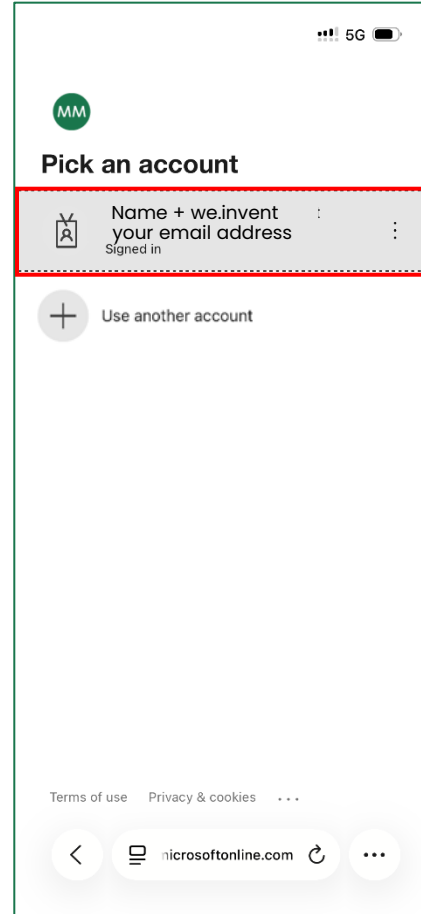 5G
MM
Pick an account
Name + we.invent :
your email address
Signed in
Use another account
Terms of use Privacy & cookies ...
nicrosoftonline.com